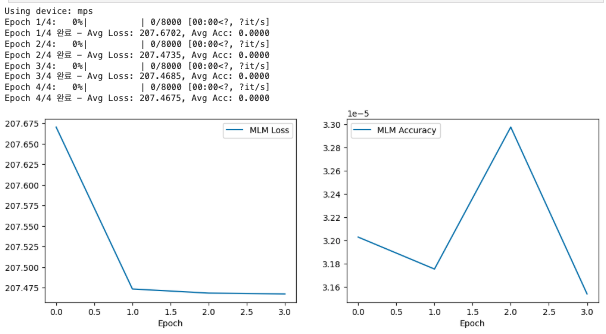 Using device: mps
Epoch 1/4:   0%|          | 0/8000 [00:00<?, ?it/s]
Epoch 1/4 완료 – Avg Loss: 207.6702, Avg Acc: 0.0000
Epoch 2/4:   0%|          | 0/8000 [00:00<?, ?it/s]
Epoch 2/4 완료 – Avg Loss: 207.4735, Avg Acc: 0.0000
Epoch 3/4:   0%|          | 0/8000 [00:00<?, ?it/s]
Epoch 3/4 완료 – Avg Loss: 207.4685, Avg Acc: 0.0000
Epoch 4/4:   0%|          | 0/8000 [00:00<?, ?it/s]
Epoch 4/4 완료 – Avg Loss: 207.4675, Avg Acc: 0.0000
207.675
207.650
207.625
207.600
207.575
207.550
207.525
207.500
207.475
MLM Loss
0.0 0.5 1.0 1.5 2.0 2.5 3.0
Epoch
1e−5
3.30
3.28
3.26
3.24
3.22
3.20
3.18
3.16
MLM Accuracy
0.0 0.5 1.0 1.5 2.0 2.5 3.0
Epoch